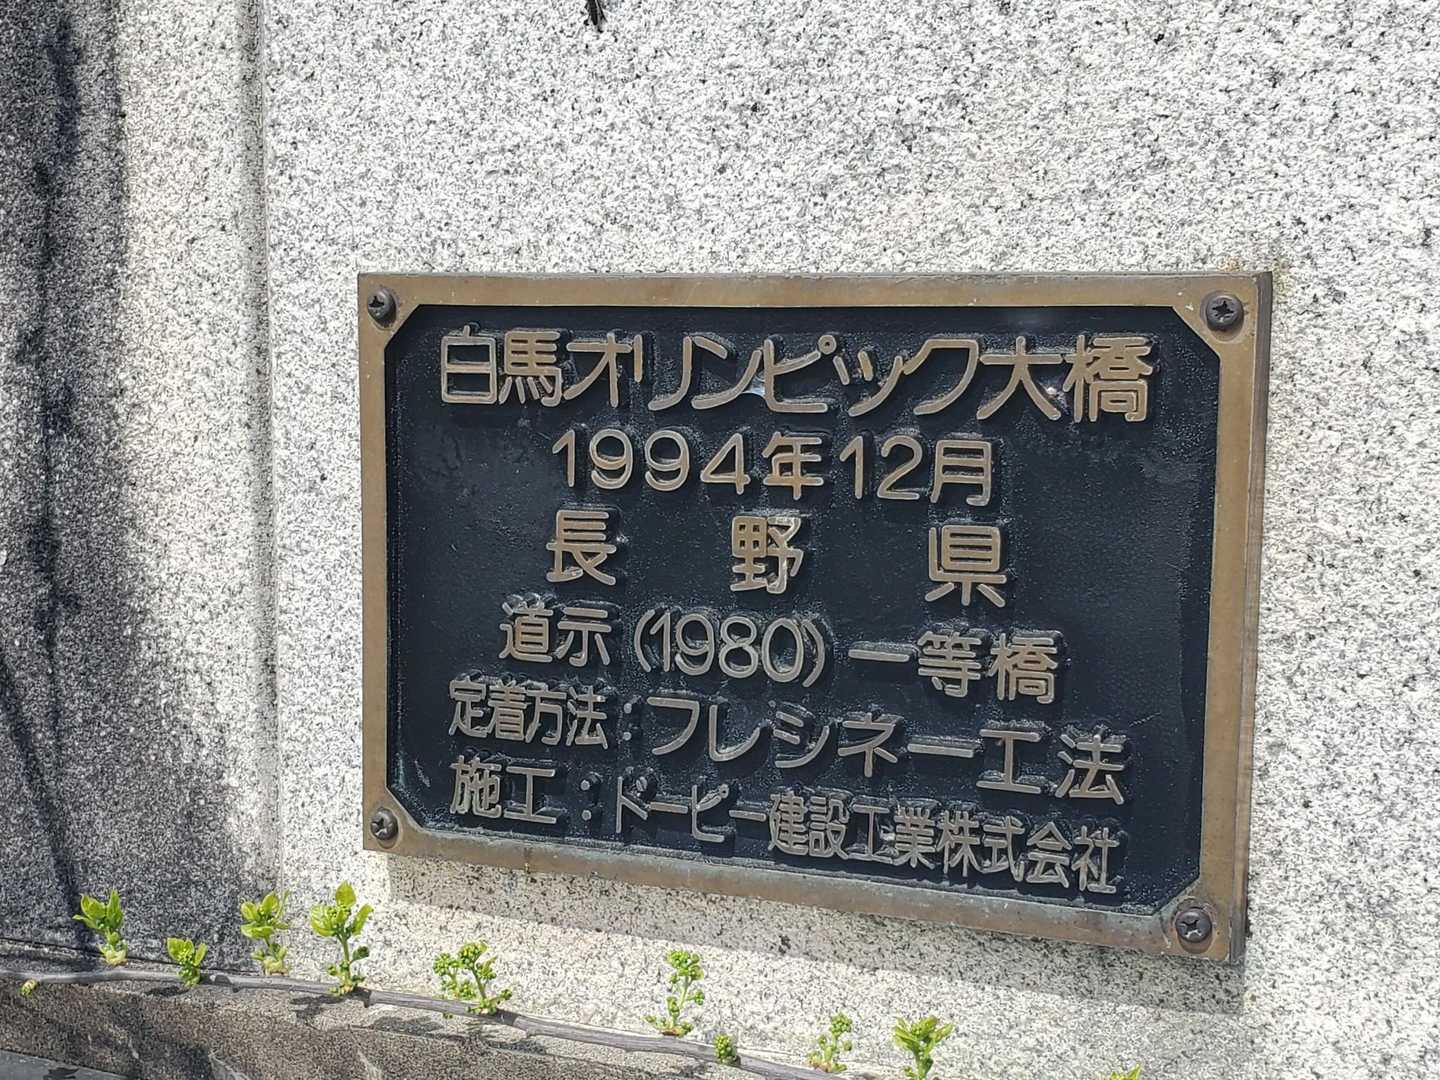 白馬オリンピック大橋
1994年12月
長野県
道示(1980)一等橋
定着方法:フレシネー工法
施工:ドーピー建設工業株式会社